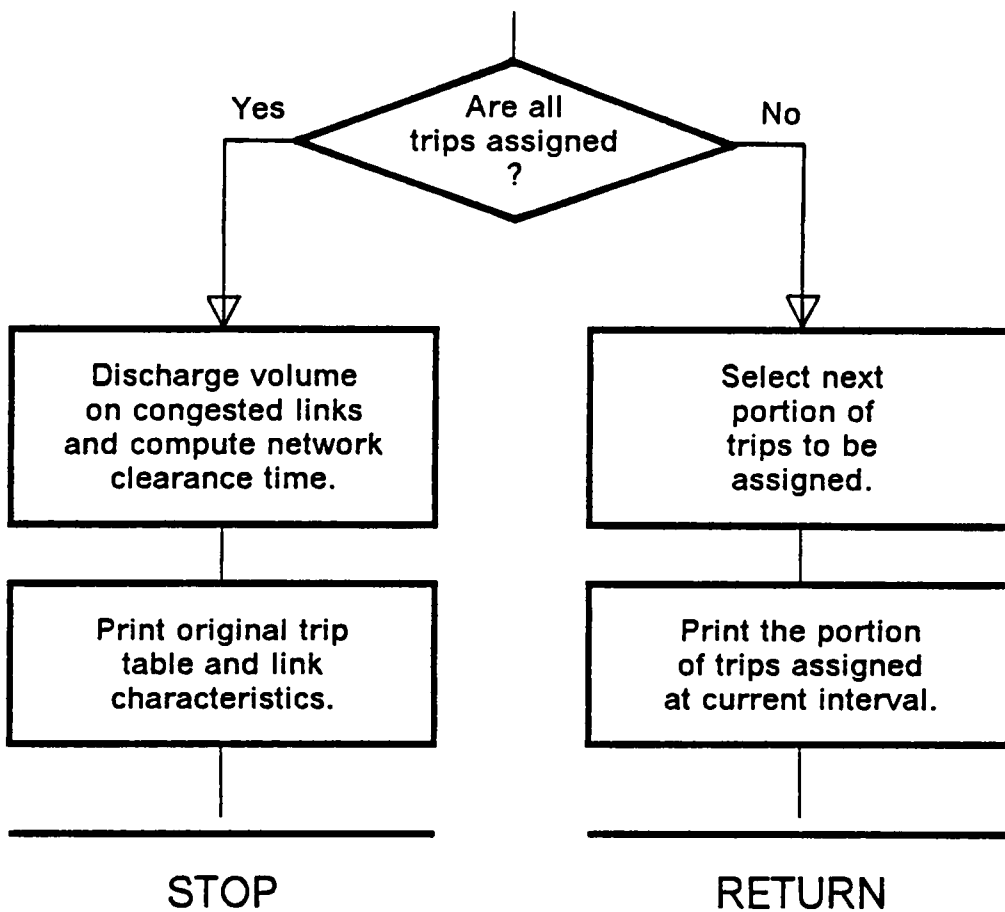 Are all
trips assigned
?
Yes
No
Discharge volume
on congested links
and compute network
clearance time.
Select next
portion of
trips to be
assigned.
Print original trip
table and link
characteristics.
Print the portion
of trips assigned
at current interval.
STOP
RETURN